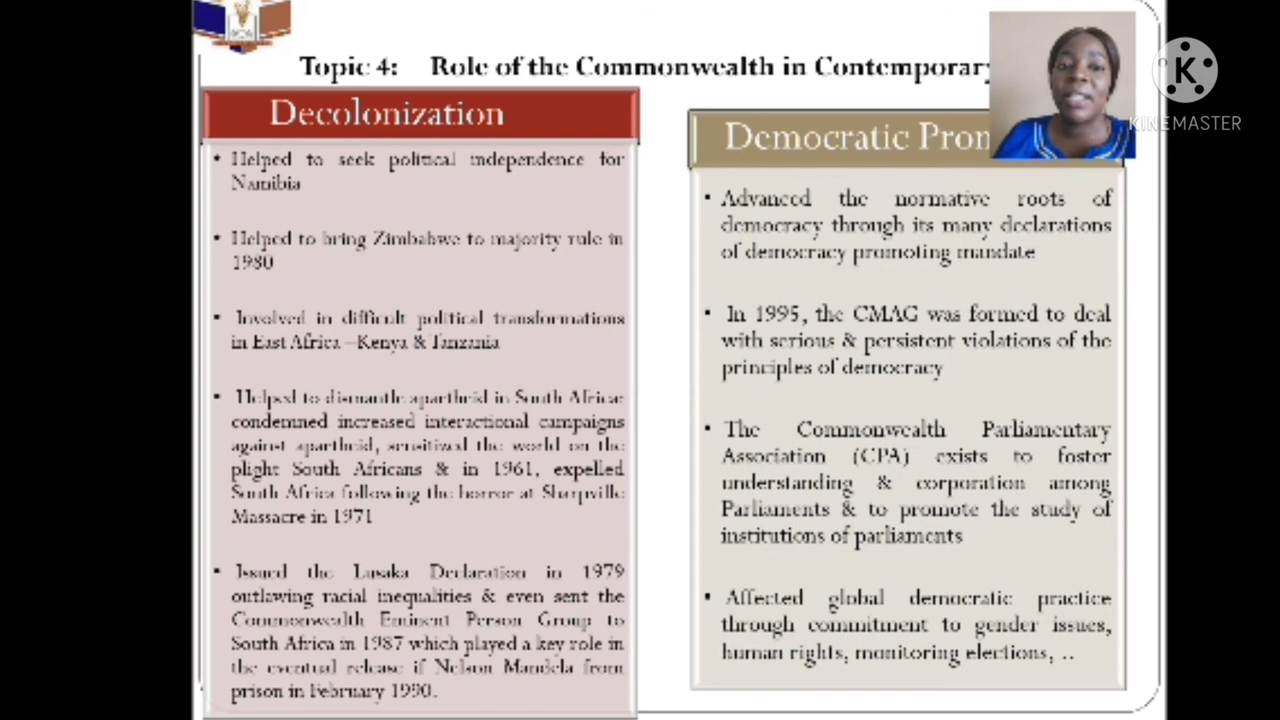 Topic 4: Role of the Commonwealth in Contemporary
Decolonization
• Helped to seek political independence for
Namibia
• Helped to bring Zimbabwe to majority rule in
1980
• Involved in difficult political transformations
in East Africa –Kenya & Tanzania
• Helped to dismantle apartheid in South Africa:
condemned increased interactional campaigns
against apartheid, sensitized the world on the
plight South Africans & in 1961, expelled
South Africa following the horror at Sharpville
Massacre in 1971
• Issued the Lusaka Declaration in 1979
outlawing racial inequalities & even sent the
Commonwealth Eminent Person Group to
South Africa in 1987 which played a key role in
the eventual release if Nelson Mandela from
prison in February 1990.
Democratic Prom
• Advanced the normative roots of
democracy through its many declarations
of democracy promoting mandate
• In 1995, the CMAG was formed to deal
with serious & persistent violations of the
principles of democracy
• The Commonwealth Parliamentary
Association (CPA) exists to foster
understanding & corporation among
Parliaments & to promote the study of
institutions of parliaments
• Affected global democratic practice
through commitment to gender issues,
human rights, monitoring elections, ..
K
KINEMASTER